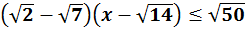 (√2 − √7)(x − √14) ≤ √50